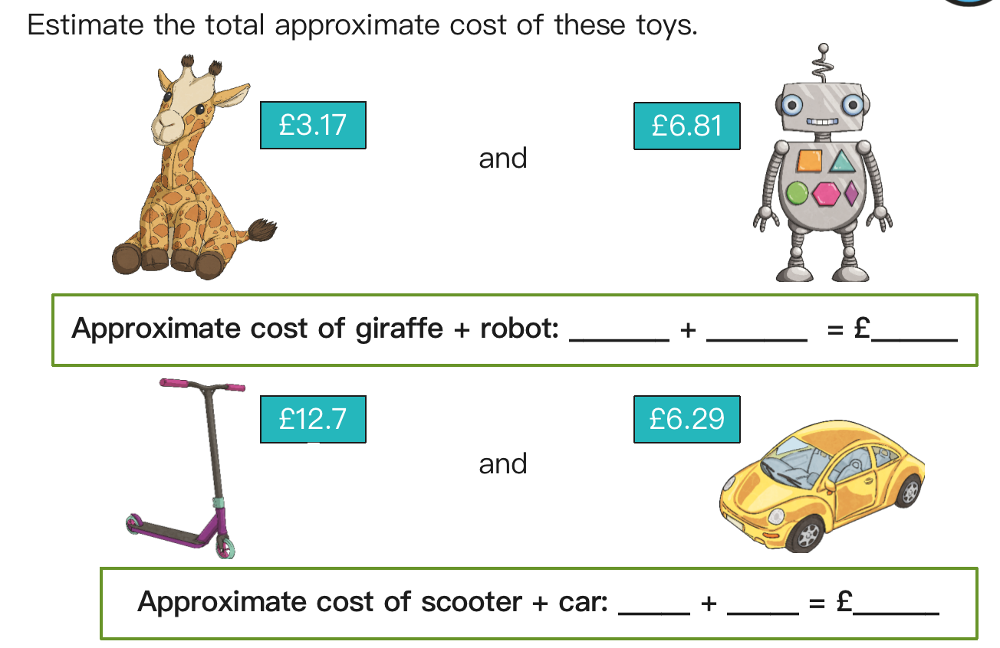 Estimate the total approximate cost of these toys.
£3.17
and
£6.81
Approximate cost of giraffe + robot: _______ + _______ = £______
£12.7
and
£6.29
Approximate cost of scooter + car: _____ + _____ = £______